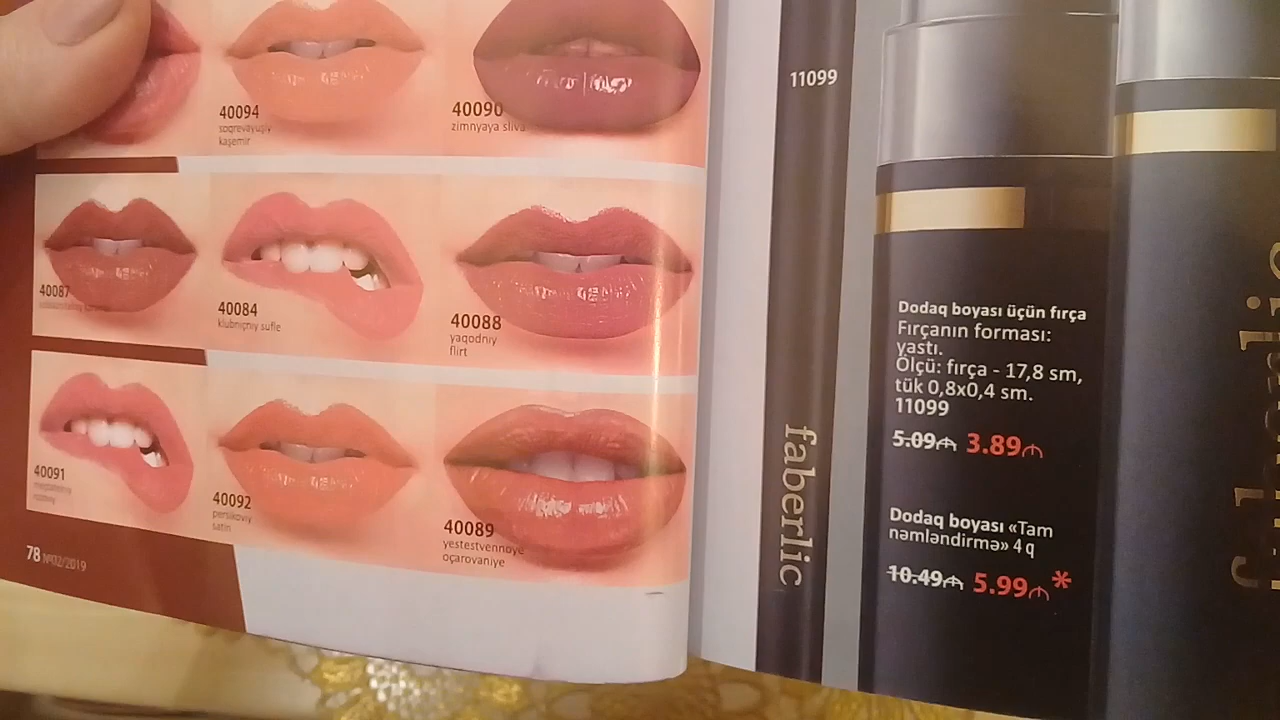 40094
sogrevayuşiy
kaşemir
40090
zimnyaya sliva
40087
40084
klubniçnıy sufle
40088
yaqodnıy
flirt
40091
40092
persikovıy
satin
40089
yestestvennoye
oçarovaniye
78 №02/2019
11099
faberlic
Dodaq boyası üçün fırça
Fırçanın forması:
yastı.
Ölçü: fırça - 17,8 sm,
tük 0,8x0,4 sm.
11099
5.09₼ 3.89₼
Dodaq boyası «Tam
nəmləndirmə» 4 q
10.49₼ 5.99₼*